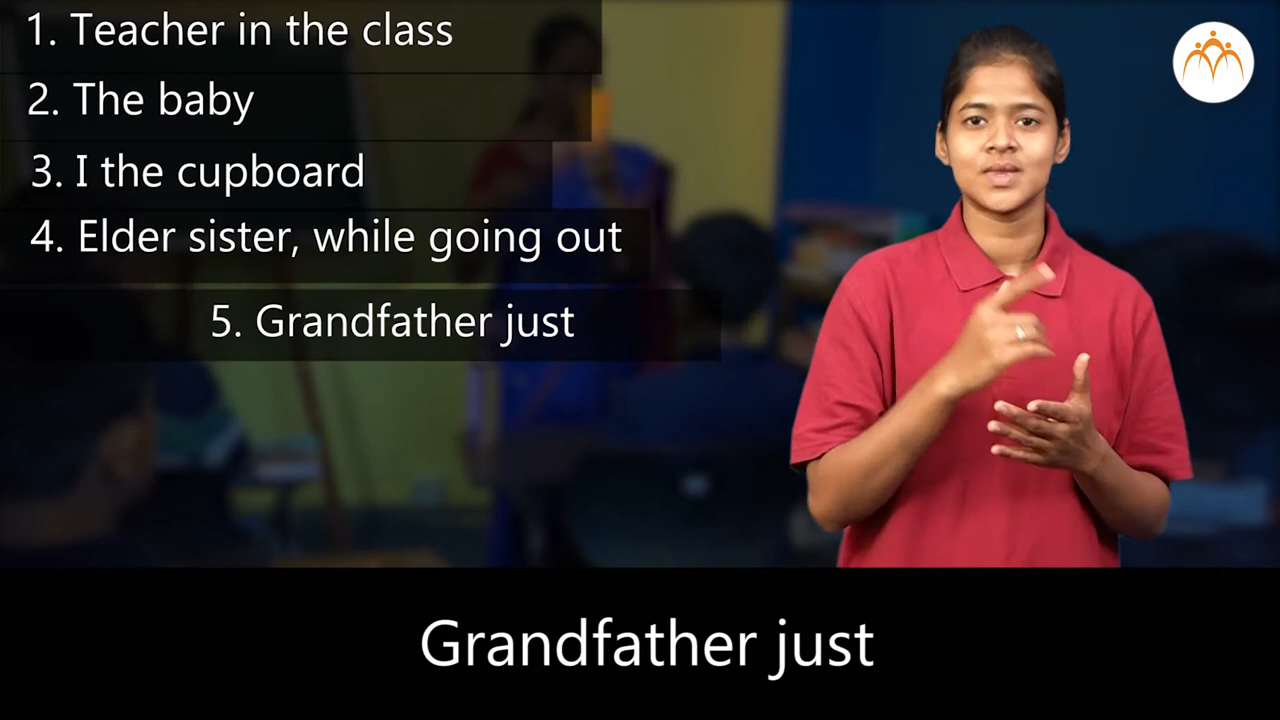 1. Teacher in the class
2. The baby
3. I the cupboard
4. Elder sister, while going out
5. Grandfather just
Grandfather just